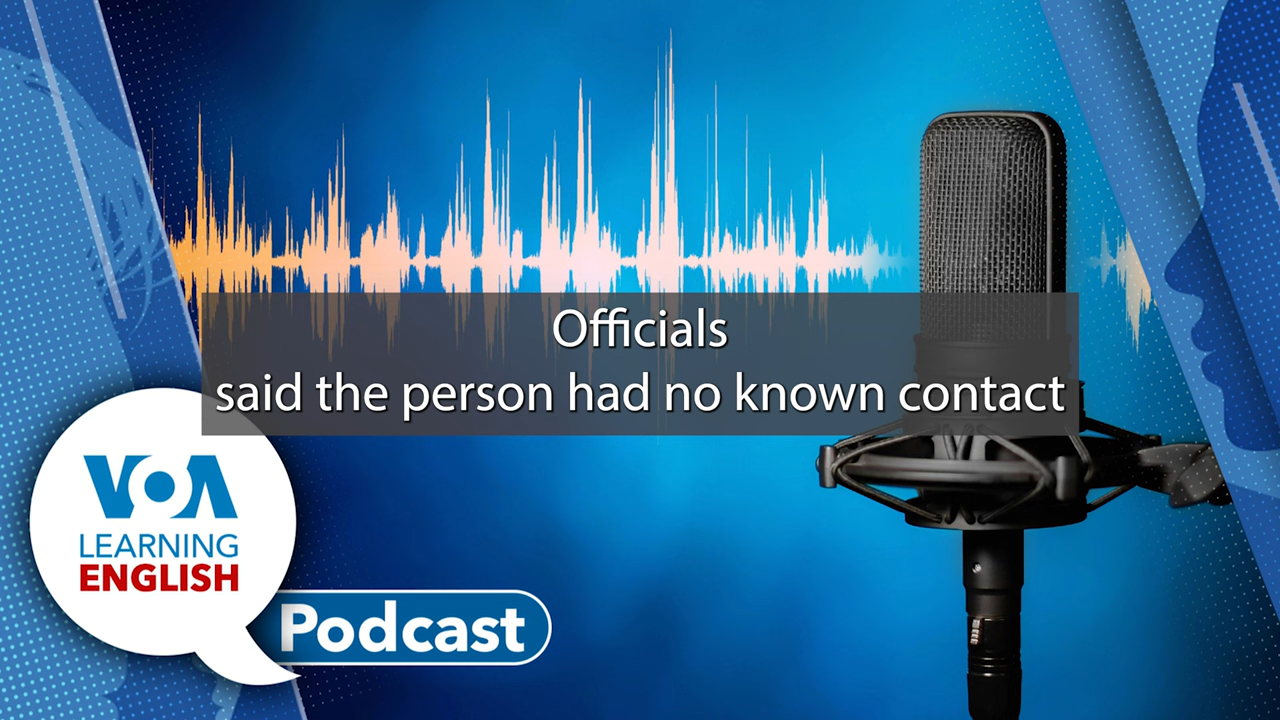 Officials
said the person had no known contact
VOA
LEARNING
ENGLISH
Podcast